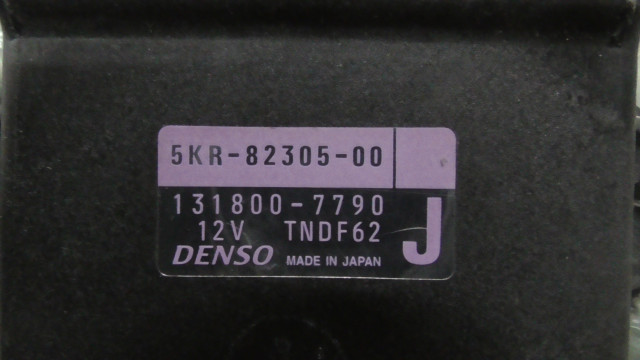 5KR-82305-00
131800-7790
12V TNDF62
DENSO MADE IN JAPAN
J